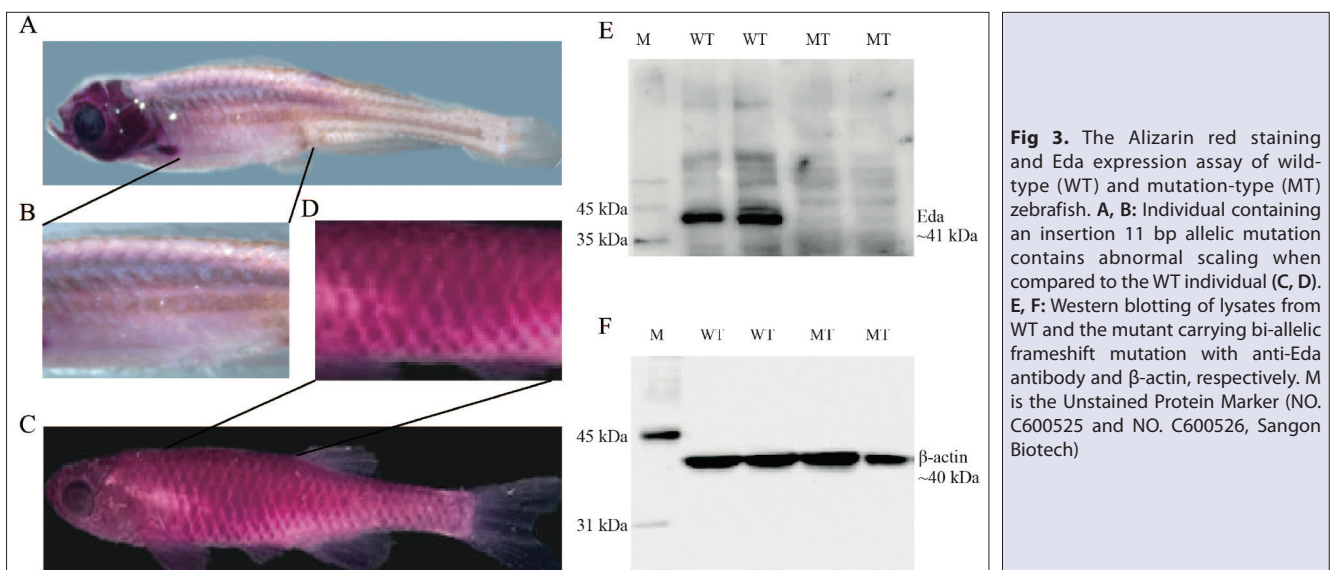 A
B
D
C
E
M WT WT MT MT
45 kDa
35 kDa
Eda
~41 kDa
F
M WT WT MT MT
45 kDa
31 kDa
β-actin
~40 kDa
Fig 3. The Alizarin red staining
and Eda expression assay of wild-
type (WT) and mutation-type (MT)
zebrafish. A, B: Individual containing
an insertion 11 bp allelic mutation
contains abnormal scaling when
compared to the WT individual (C, D).
E, F: Western blotting of lysates from
WT and the mutant carrying bi-allelic
frameshift mutation with anti-Eda
antibody and β-actin, respectively. M
is the Unstained Protein Marker (NO.
C600525 and NO. C600526, Sangon
Biotech)